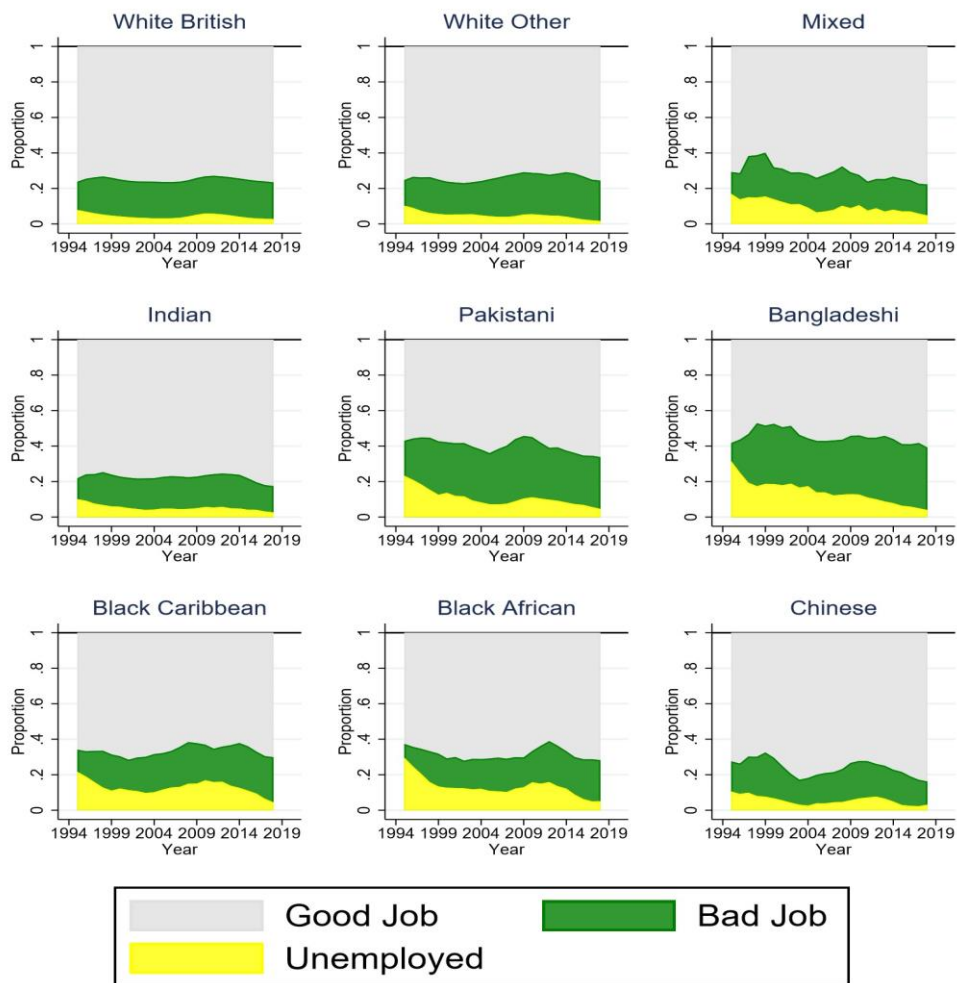 White British White Other Mixed
1 1 1
.8 .8 .8
.6 .6 .6
.4 .4 .4
.2 .2 .2
0 0 0
Proportion Proportion Proportion
1994 1999 2004 2009 2014 2019 1994 1999 2004 2009 2014 2019 1994 1999 2004 2009 2014 2019
Year Year Year
Indian Pakistani Bangladeshi
1 1 1
.8 .8 .8
.6 .6 .6
.4 .4 .4
.2 .2 .2
0 0 0
Proportion Proportion Proportion
1994 1999 2004 2009 2014 2019 1994 1999 2004 2009 2014 2019 1994 1999 2004 2009 2014 2019
Year Year Year
Black Caribbean Black African Chinese
1 1 1
.8 .8 .8
.6 .6 .6
.4 .4 .4
.2 .2 .2
0 0 0
Proportion Proportion Proportion
1994 1999 2004 2009 2014 2019 1994 1999 2004 2009 2014 2019 1994 1999 2004 2009 2014 2019
Year Year Year
Good Job Bad Job
Unemployed